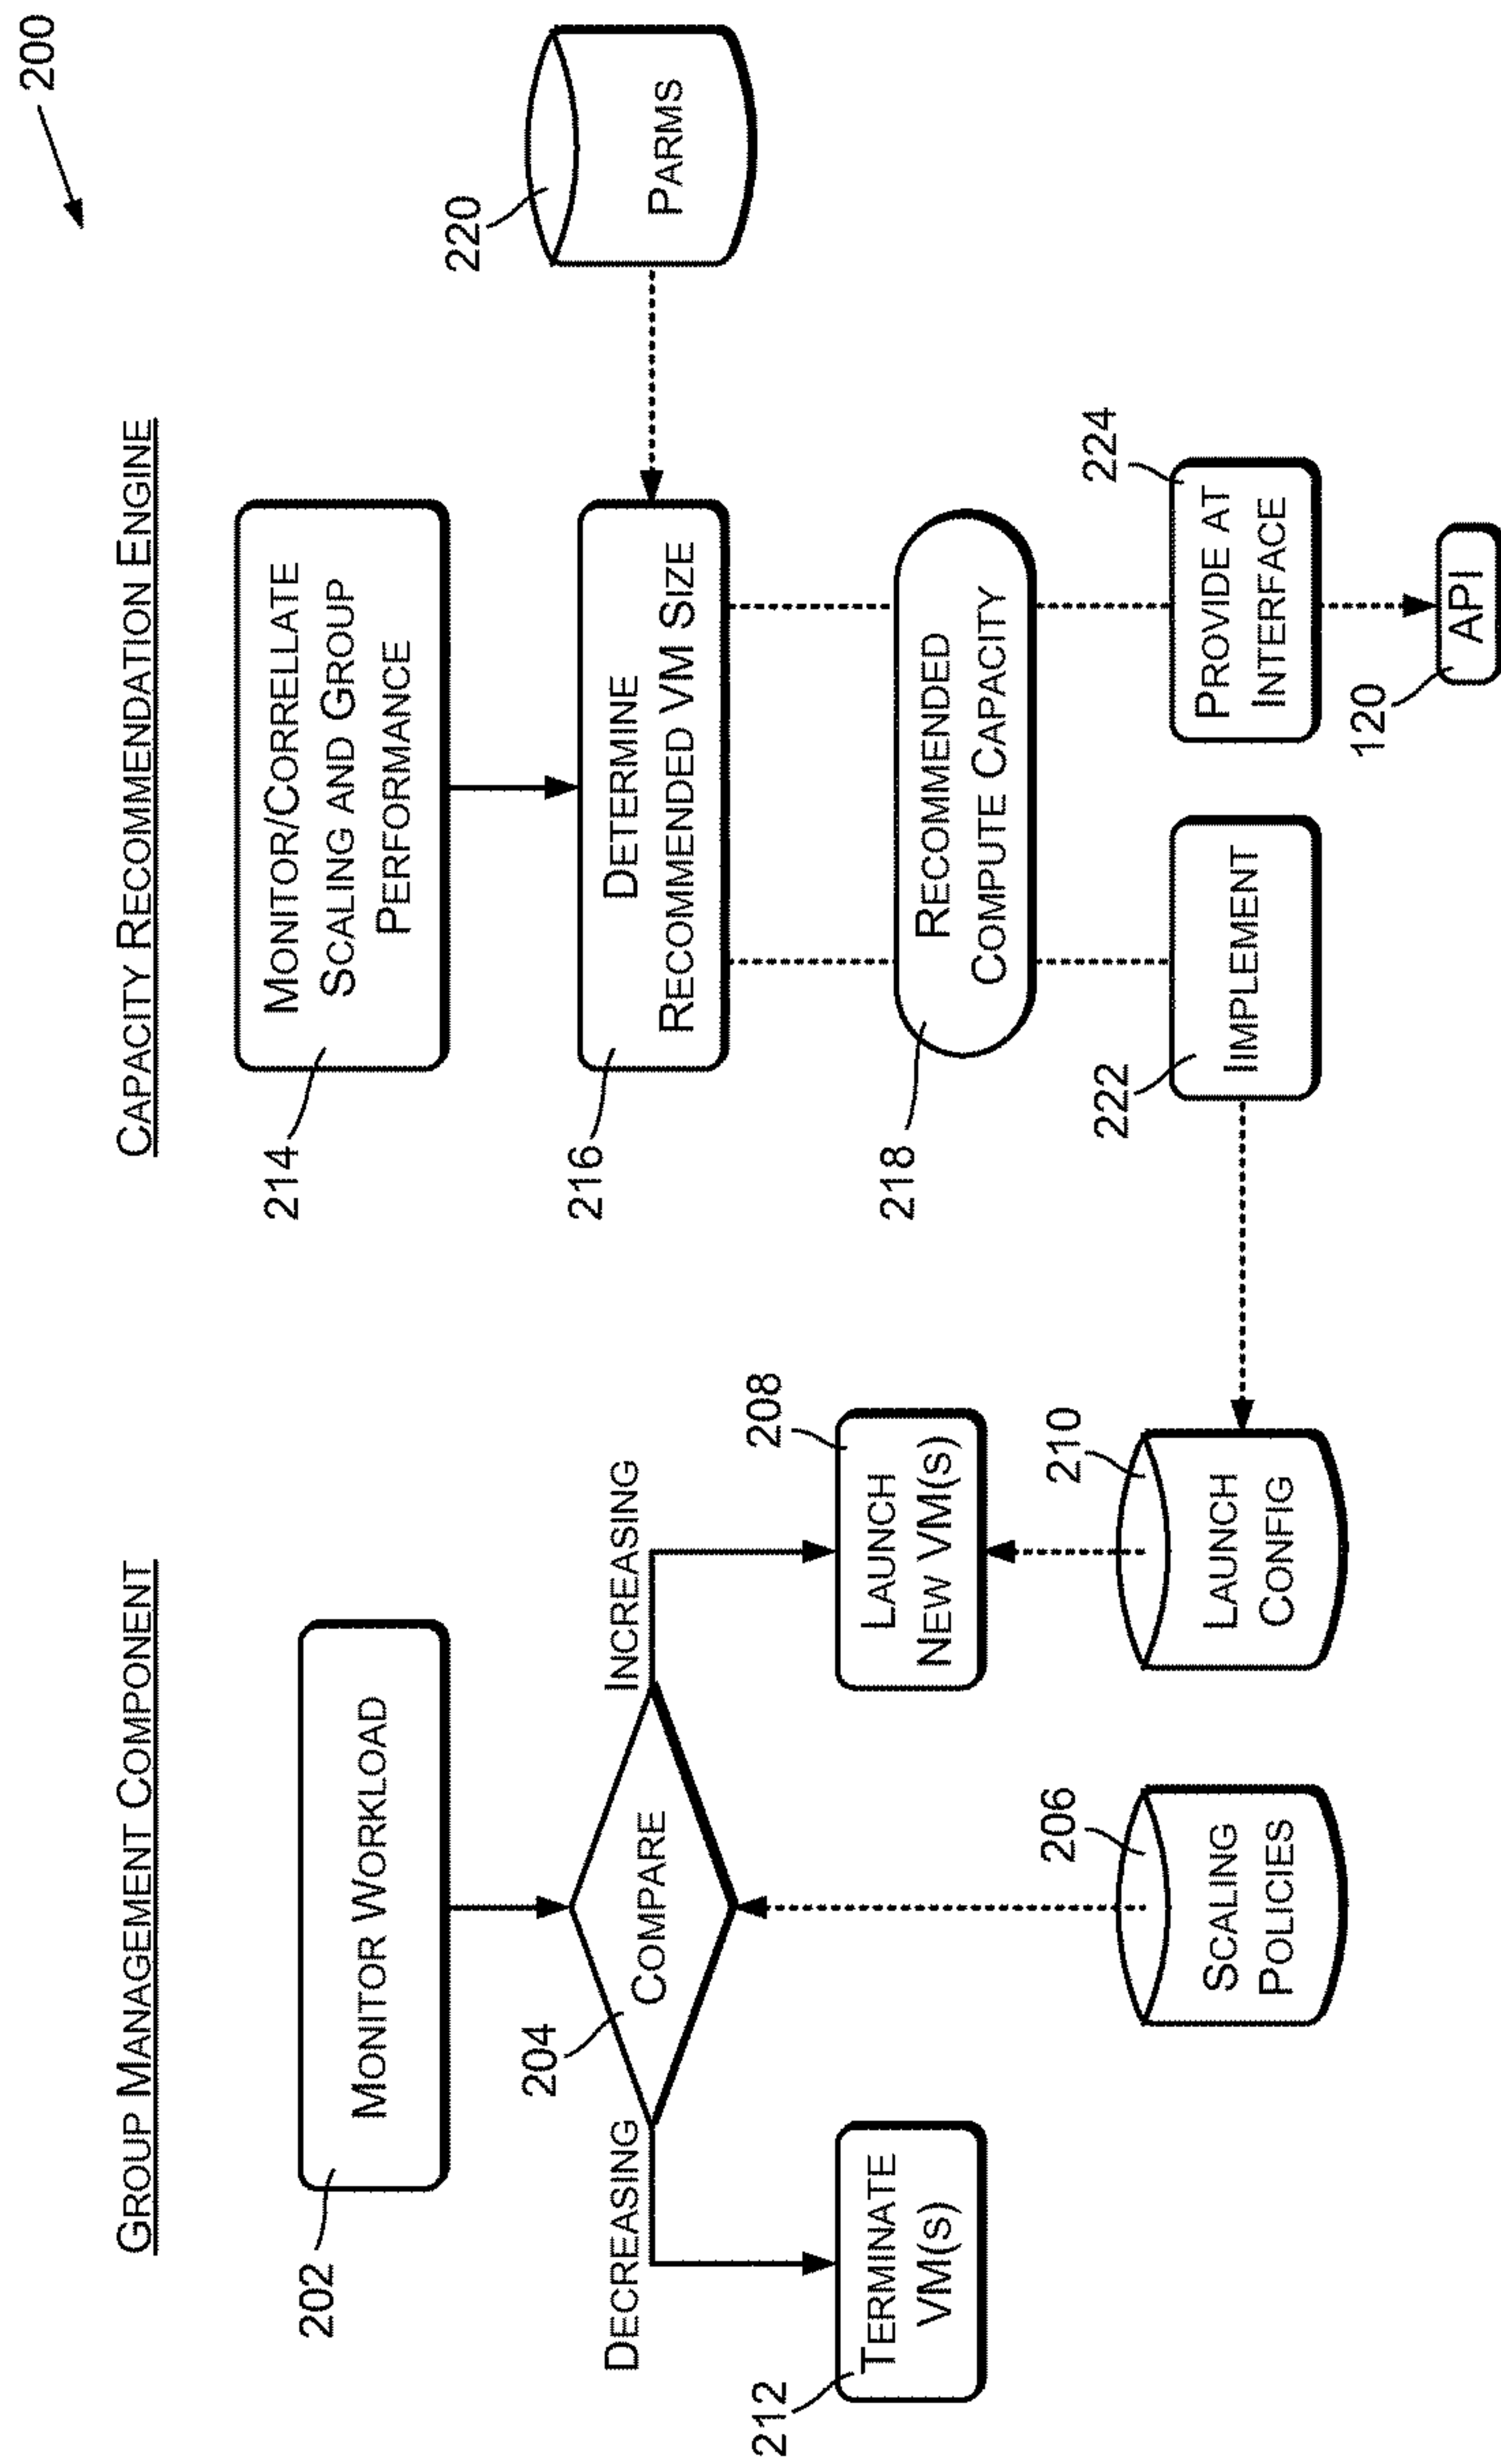 200
GROUP MANAGEMENT COMPONENT
202
MONITOR WORKLOAD
204
COMPARE
DECREASING
INCREASING
212
TERMINATE
VM(S)
208
LAUNCH
NEW VM(S)
206
SCALING
POLICIES
210
LAUNCH
CONFIG
CAPACITY RECOMMENDATION ENGINE
214
MONITOR/CORRELLATE
SCALING AND GROUP
PERFORMANCE
216
DETERMINE
RECOMMENDED VM SIZE
220
PARMS
218
RECOMMENDED
COMPUTE CAPACITY
222
IIMPLEMENT
224
PROVIDE AT
INTERFACE
120
API